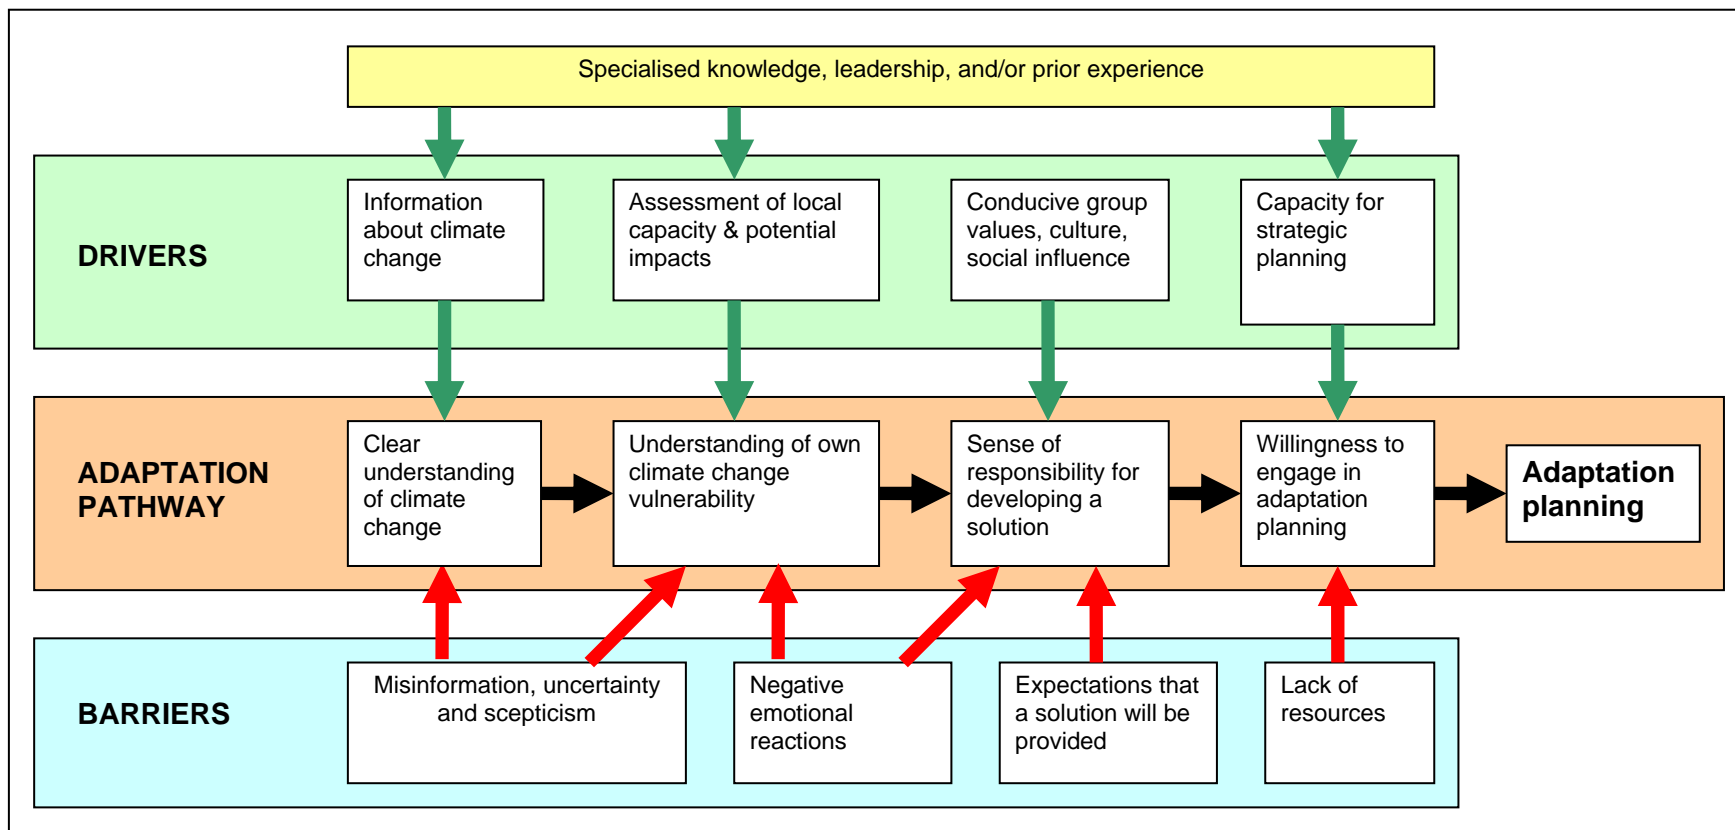 Specialised knowledge, leadership, and/or prior experience
DRIVERS
Information
about climate
change
Assessment of local
capacity & potential
impacts
Conducive group
values, culture,
social influence
Capacity for
strategic
planning
ADAPTATION
PATHWAY
Clear
understanding
of climate
change
Understanding of own
climate change
vulnerability
Sense of
responsibility for
developing a
solution
Willingness to
engage in
adaptation
planning
Adaptation
planning
BARRIERS
Misinformation, uncertainty
and scepticism
Negative
emotional
reactions
Expectations that
a solution will be
provided
Lack of
resources